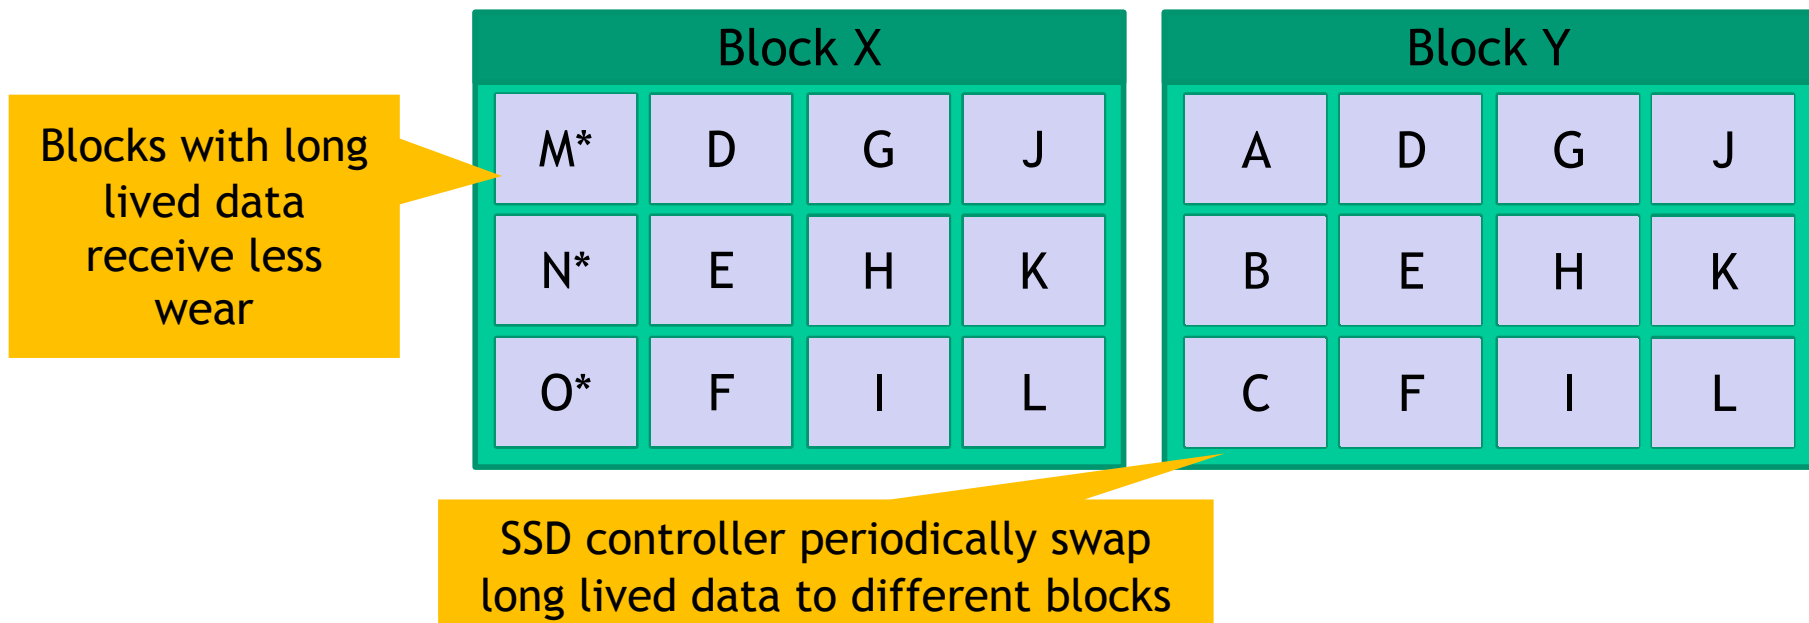 Block X
Block Y
Blocks with long
lived data
receive less
wear
M* D G J
N* E H K
O* F I L
A D G J
B E H K
C F I L
SSD controller periodically swap
long lived data to different blocks